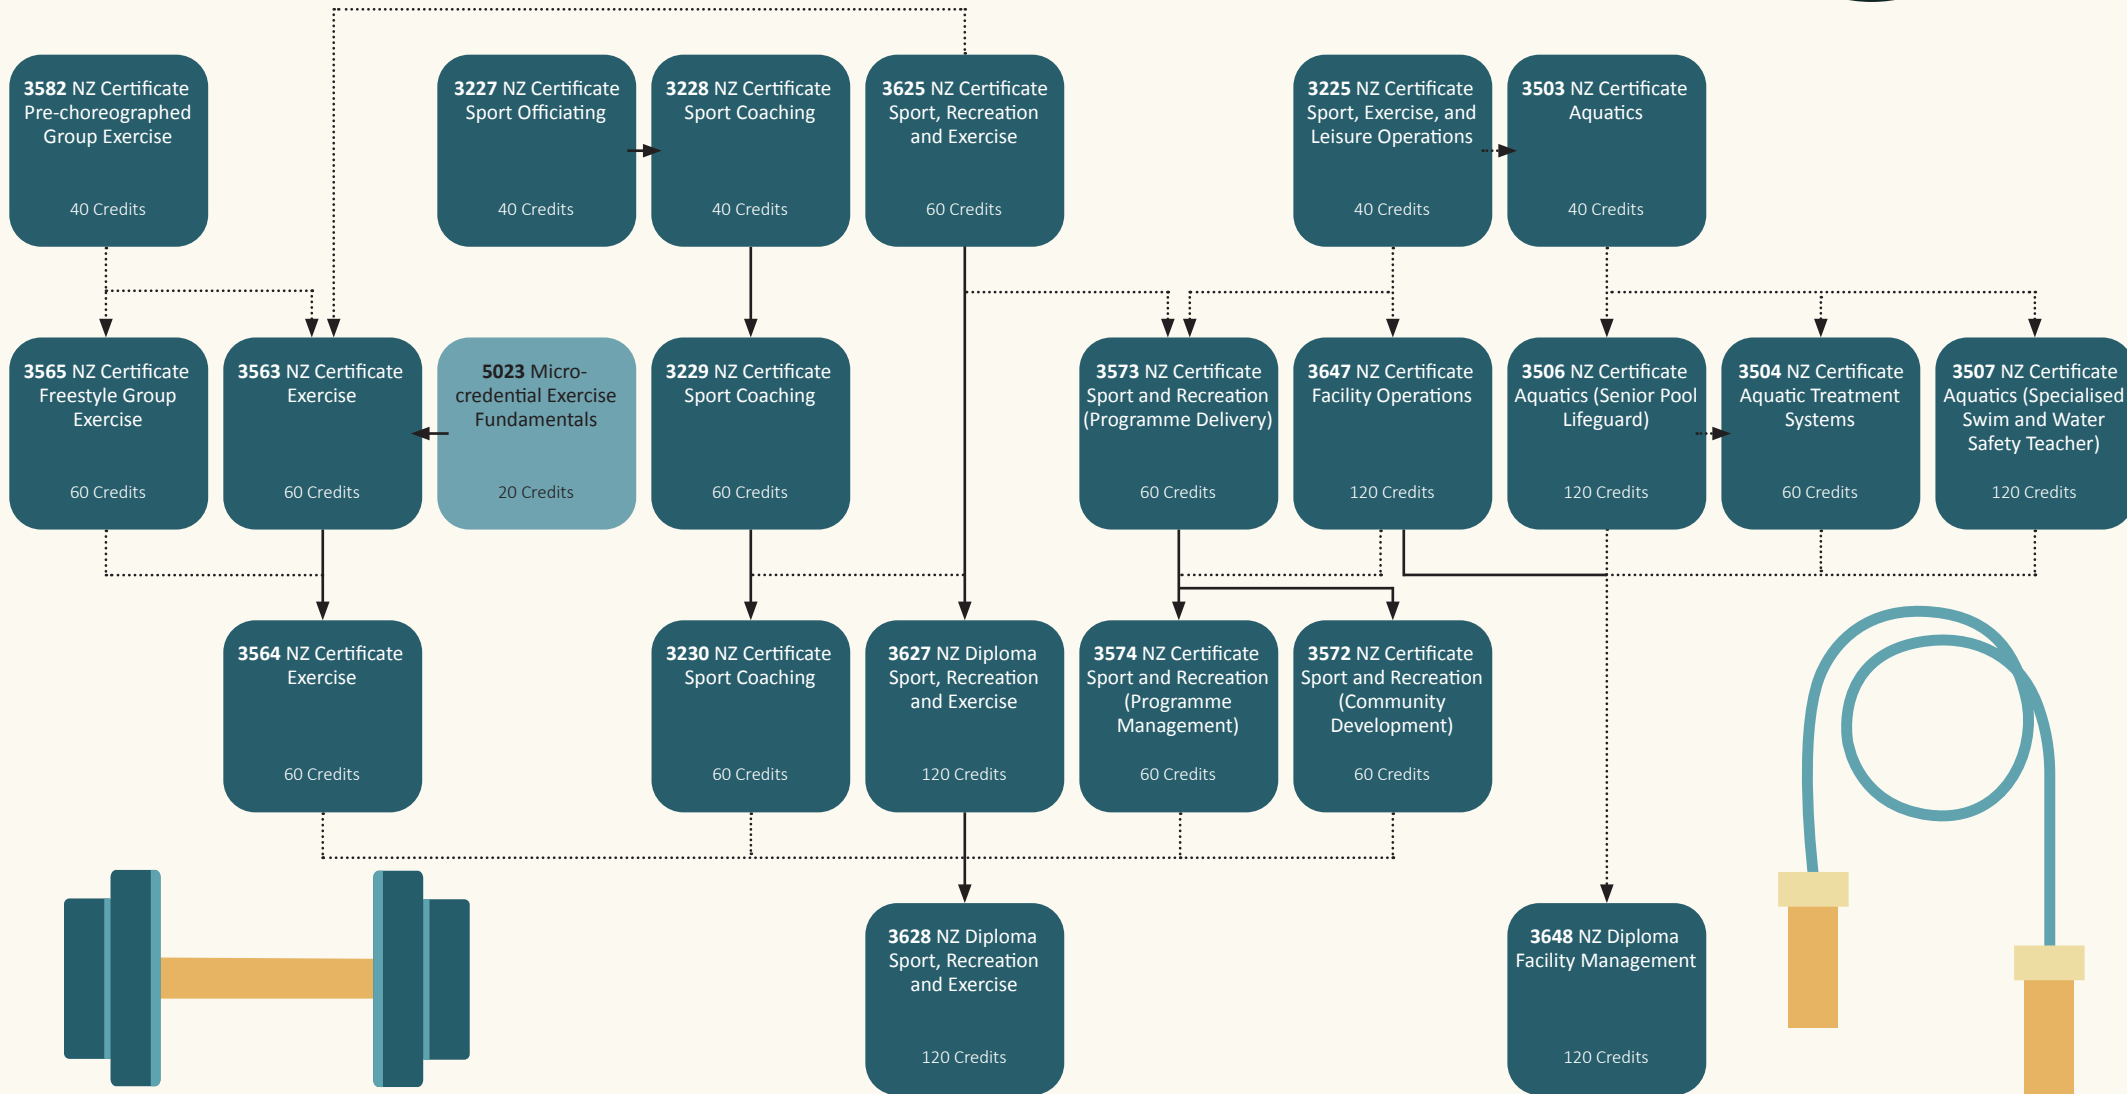 3582 NZ Certificate
Pre-choreographed
Group Exercise
40 Credits
3227 NZ Certificate
Sport Officiating
40 Credits
3228 NZ Certificate
Sport Coaching
40 Credits
3625 NZ Certificate
Sport, Recreation
and Exercise
60 Credits
3225 NZ Certificate
Sport, Exercise, and
Leisure Operations
40 Credits
3503 NZ Certificate
Aquatics
40 Credits
3565 NZ Certificate
Freestyle Group
Exercise
60 Credits
3563 NZ Certificate
Exercise
60 Credits
5023 Micro-
credential Exercise
Fundamentals
20 Credits
3229 NZ Certificate
Sport Coaching
60 Credits
3573 NZ Certificate
Sport and Recreation
(Programme Delivery)
60 Credits
3647 NZ Certificate
Facility Operations
120 Credits
3506 NZ Certificate
Aquatics (Senior Pool
Lifeguard)
120 Credits
3504 NZ Certificate
Aquatic Treatment
Systems
60 Credits
3507 NZ Certificate
Aquatics (Specialised
Swim and Water
Safety Teacher)
120 Credits
3564 NZ Certificate
Exercise
60 Credits
3230 NZ Certificate
Sport Coaching
60 Credits
3627 NZ Diploma
Sport, Recreation
and Exercise
120 Credits
3574 NZ Certificate
Sport and Recreation
(Programme
Management)
60 Credits
3572 NZ Certificate
Sport and Recreation
(Community
Development)
60 Credits
3628 NZ Diploma
Sport, Recreation
and Exercise
120 Credits
3648 NZ Diploma
Facility Management
120 Credits